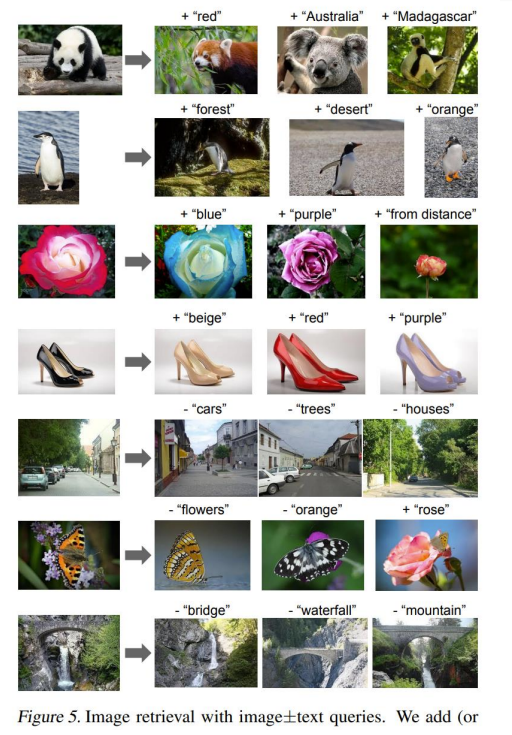 + "red" + "Australia" + "Madagascar"
+ "forest" + "desert" + "orange"
+ "blue" + "purple" + "from distance"
+ "beige" + "red" + "purple"
- "cars" - "trees" - "houses"
- "flowers" - "orange" + "rose"
- "bridge" - "waterfall" - "mountain"
Figure 5. Image retrieval with image±text queries. We add (or